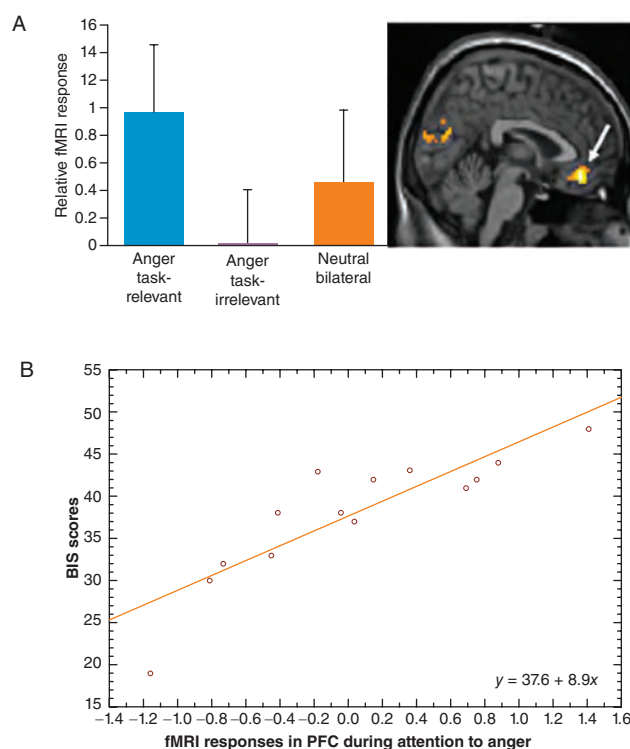 A
Relative fMRI response
16
14
12
1
0.8
0.6
0.4
0.2
0
Anger
task-
relevant
Anger
task-
irrelevant
Neutral
bilateral
B
BIS scores
55
50
45
40
35
30
25
20
15
y = 37.6 + 8.9x
−1.4 −1.2 −1.0 −0.8 −0.6 −0.4 −0.2 0.0 0.2 0.4 0.6 0.8 1.0 1.2 1.4 1.6
fMRI responses in PFC during attention to anger